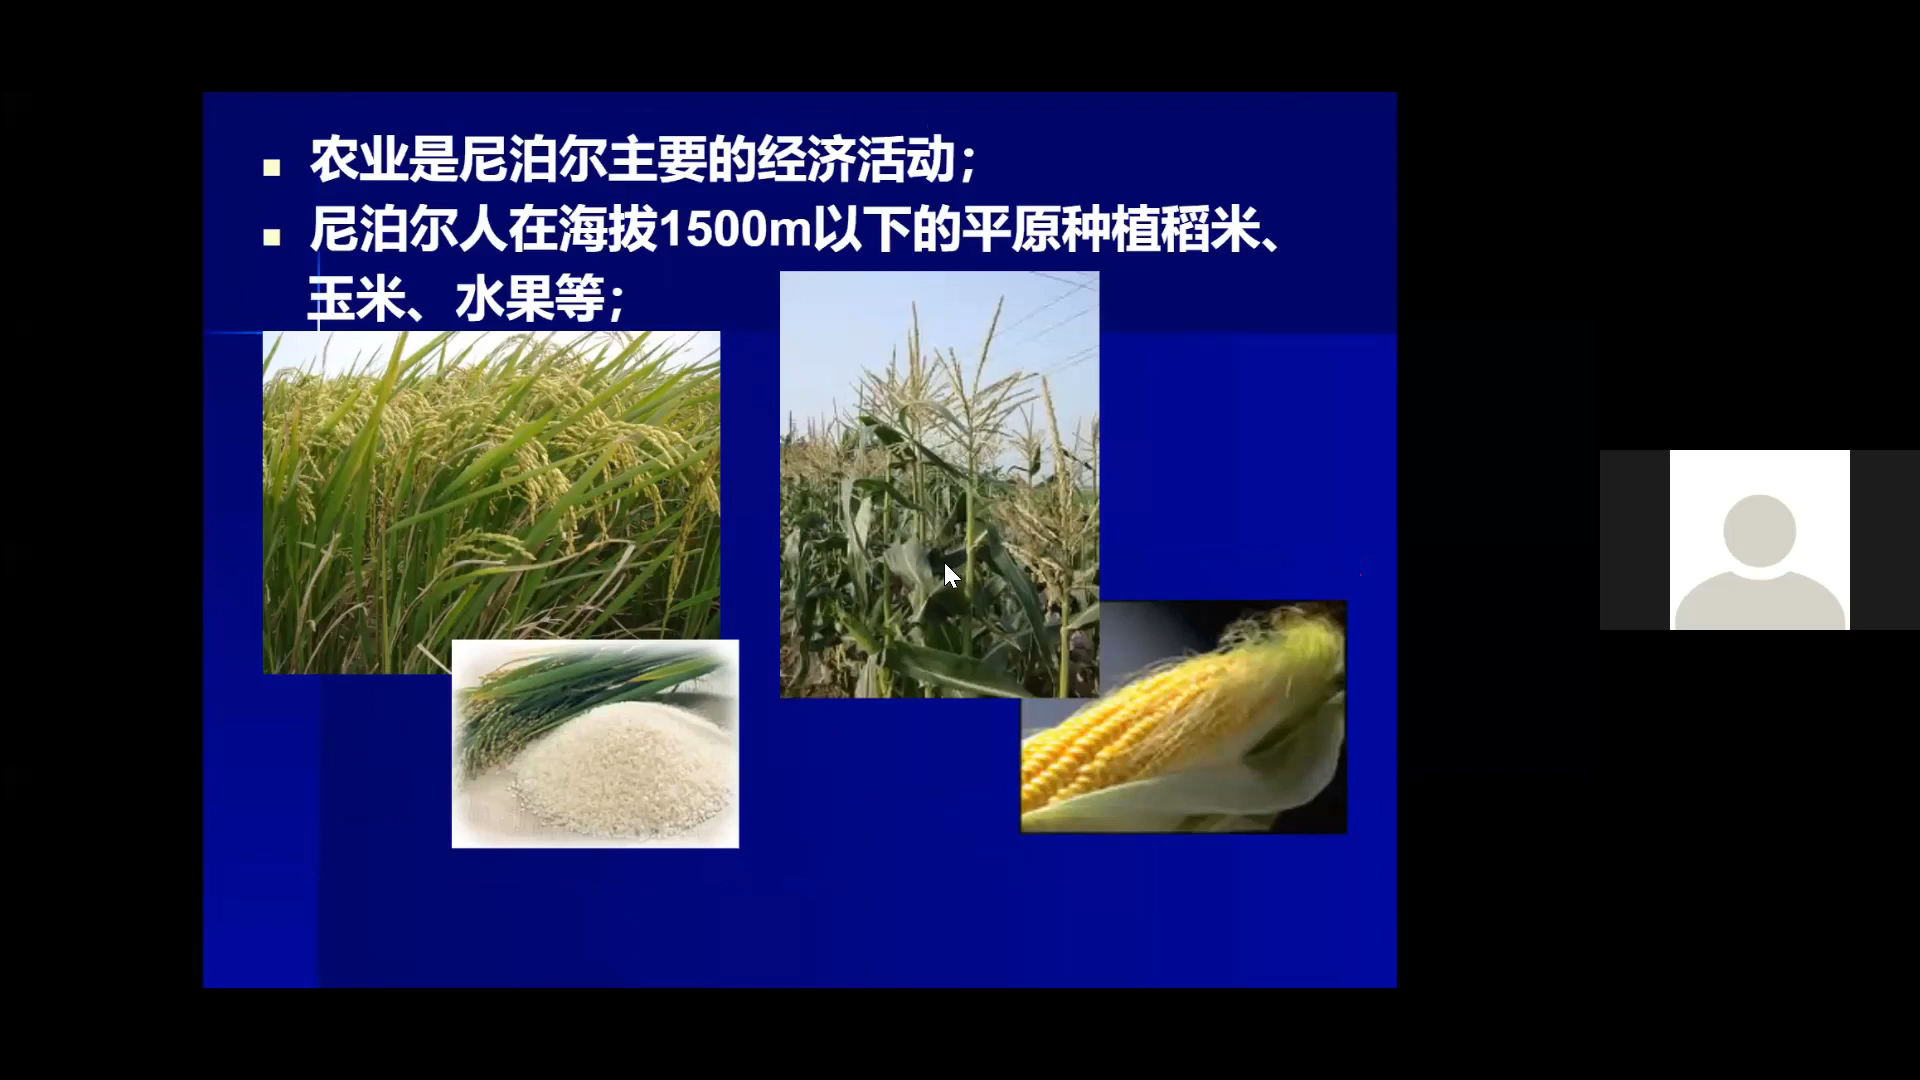 农业是尼泊尔主要的经济活动；
尼泊尔人在海拔1500m以下的平原种植稻米、
玉米、水果等；